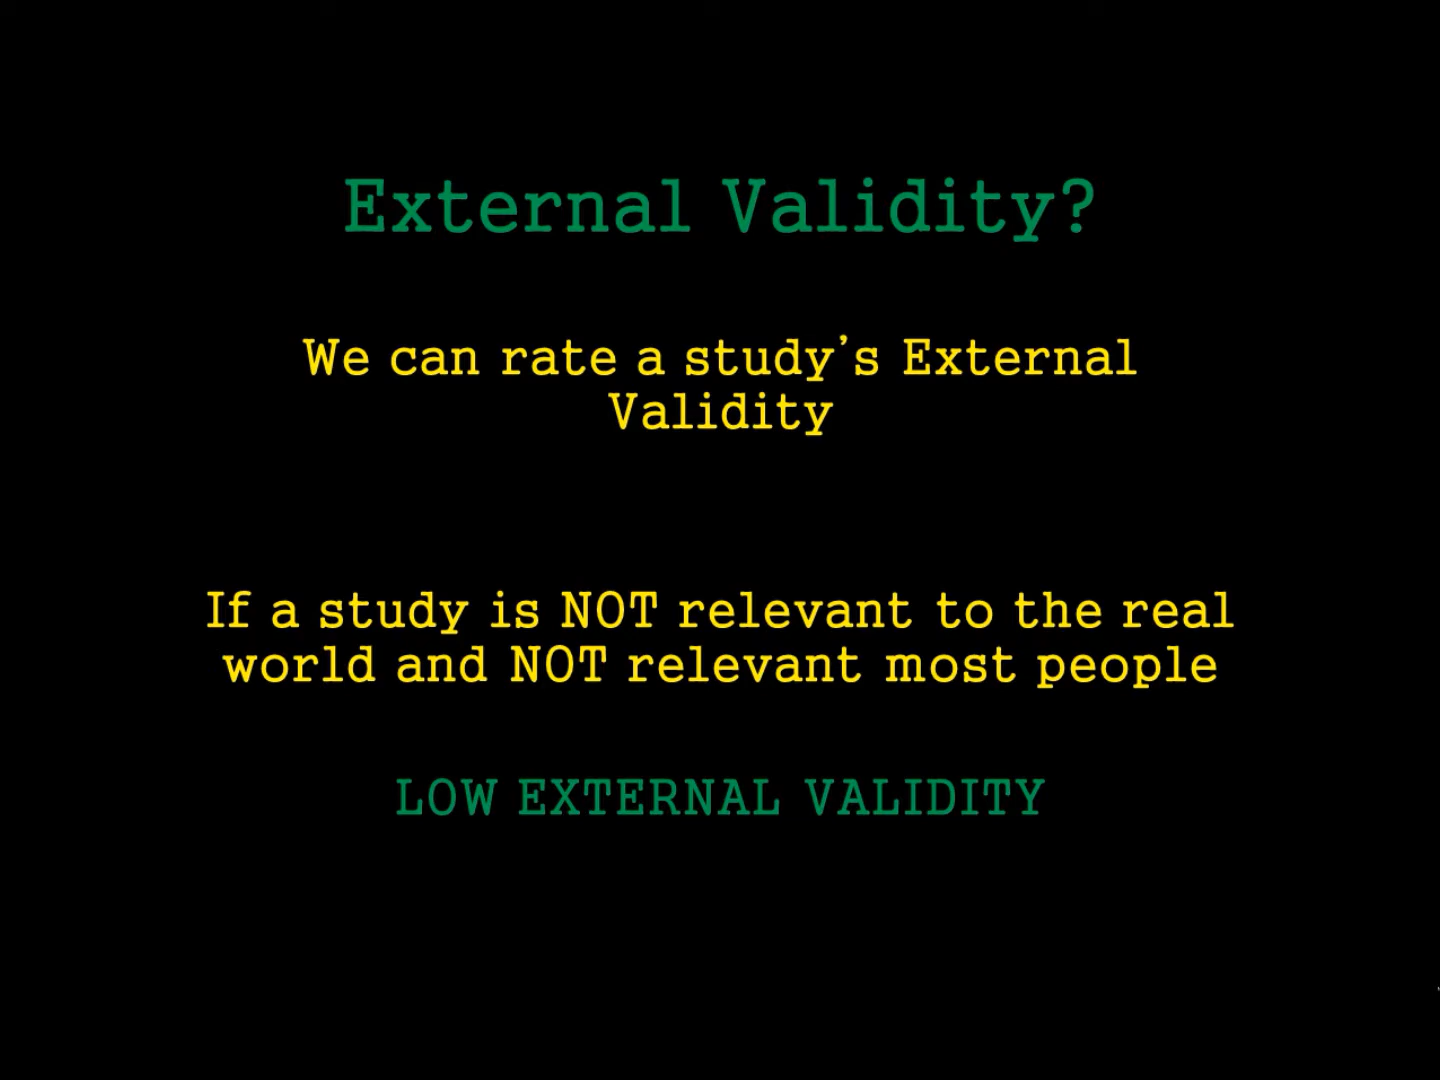 External Validity?
We can rate a study's External
Validity
If a study is NOT relevant to the real
world and NOT relevant most people
LOW EXTERNAL VALIDITY